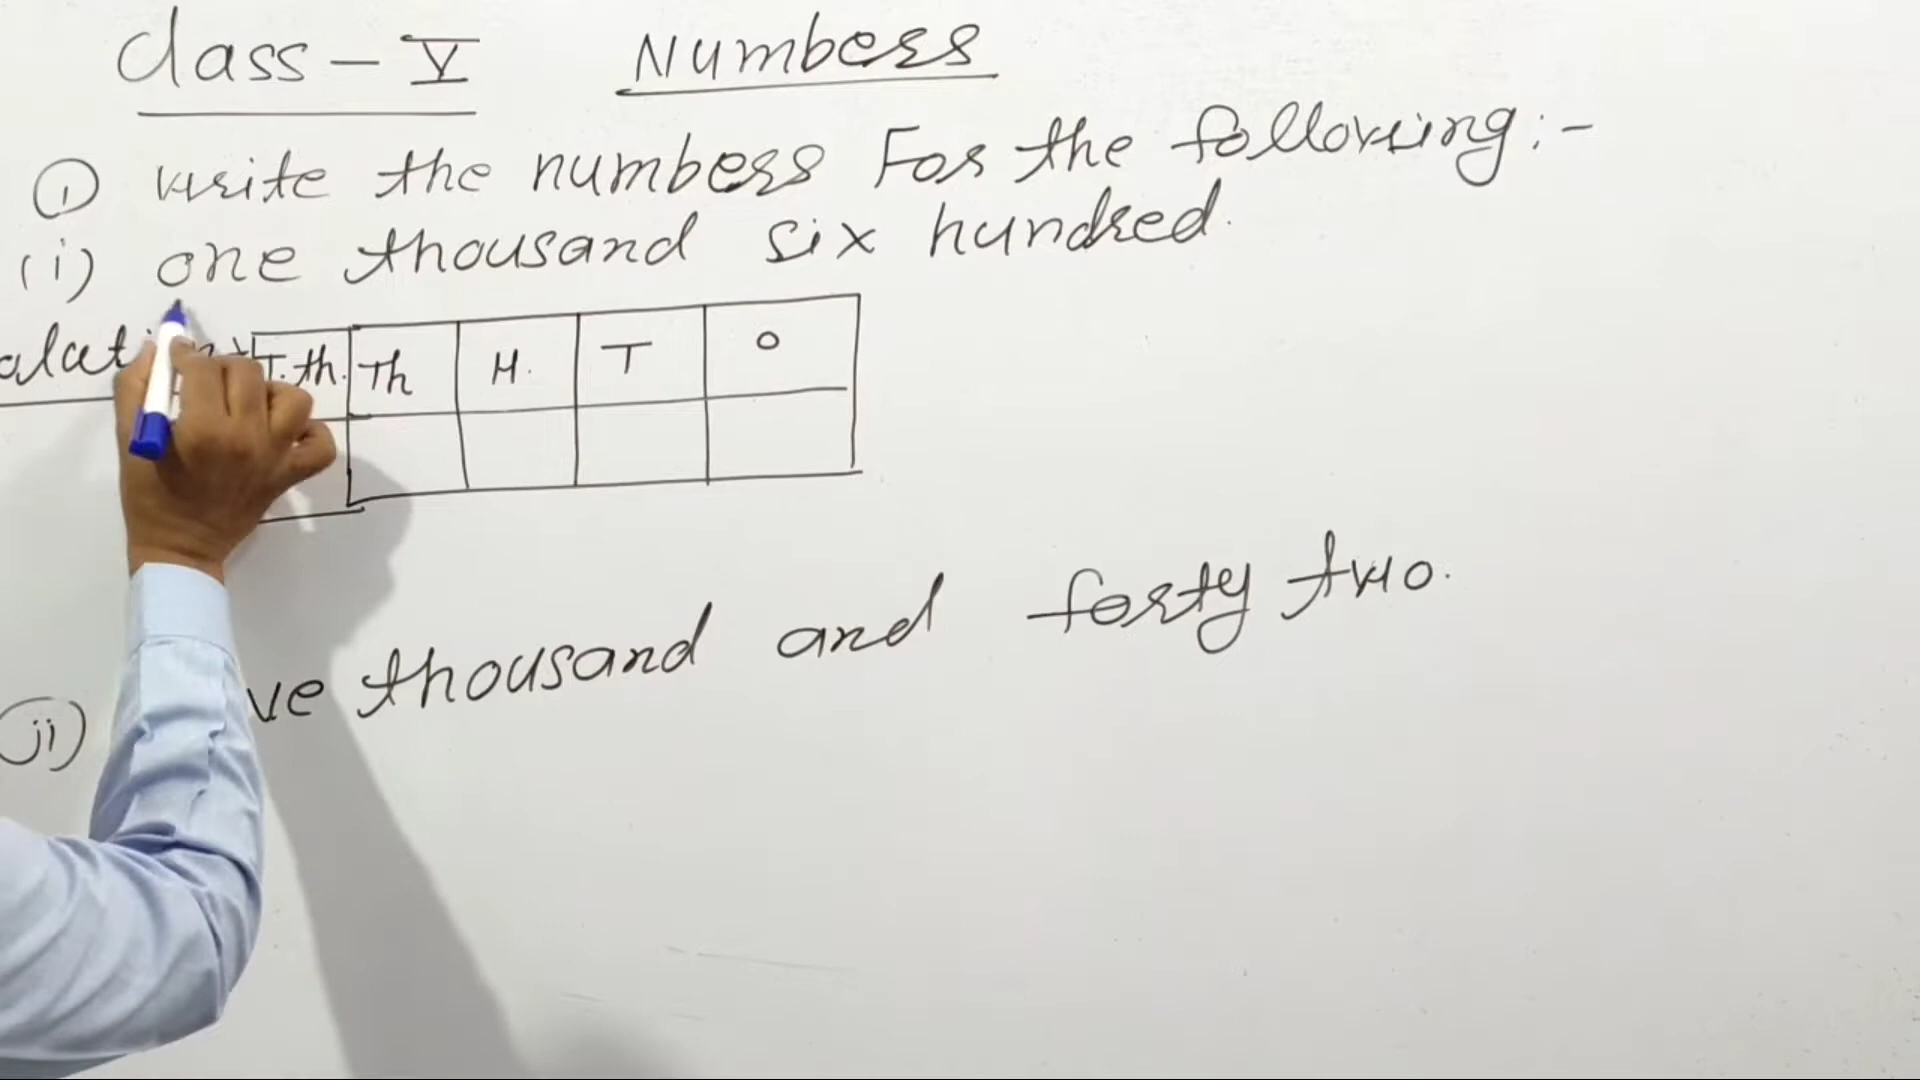 Class - V Numbers
① write the numbers For the following :-
(i) one thousand six hundred.
T.th. Th H. T O
(ii) thousand and forty two.